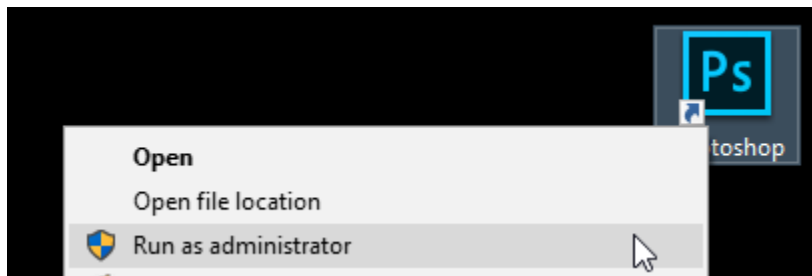 Ps
toshop
Open
Open file location
Run as administrator